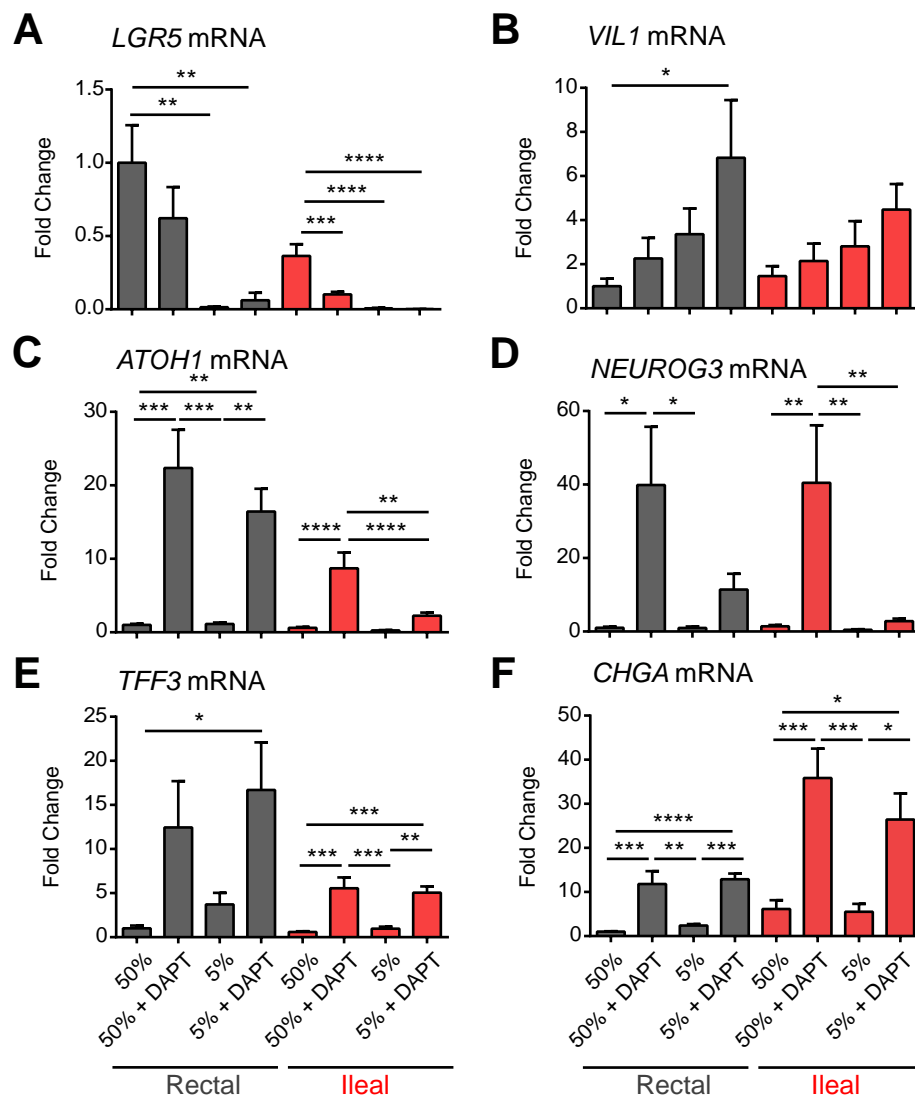 A
LGR5 mRNA
Fold Change
1.5
1.0
0.5
0.0
**
**
****
****
***
B
VIL1 mRNA
Fold Change
10
8
6
4
2
0
*
C
ATOH1 mRNA
Fold Change
30
20
10
0
**
*** *** **
**
**** ****
D
NEUROG3 mRNA
Fold Change
60
40
20
0
**
* * ** **
E
TFF3 mRNA
Fold Change
25
20
15
10
5
0
*
***
**
*** ***
50% 50% + DAPT 5% 5% + DAPT 50% 50% + DAPT 5% 5% + DAPT
Rectal Ileal
F
CHGA mRNA
Fold Change
50
40
30
20
10
0
*
*** *** *
****
*** ** ***
50% 50% + DAPT 5% 5% + DAPT 50% 50% + DAPT 5% 5% + DAPT
Rectal Ileal